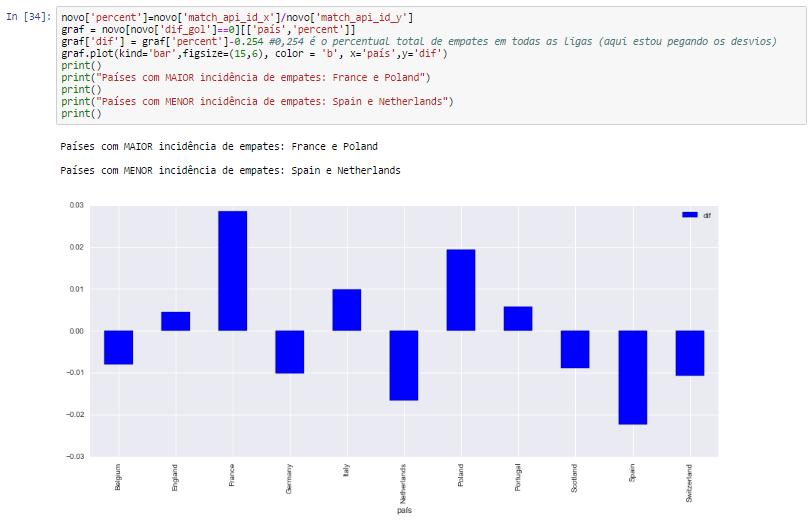 In [34]: novo['percent']=novo['match_api_id_x']/novo['match_api_id_y']
graf = novo[novo['dif_gol']==0][['país','percent']]
graf['dif'] = graf['percent']-0.254 #0,254 é o percentual total de empates em todas as ligas (aqui estou pegando os desvios)
graf.plot(kind='bar',figsize=(15,6), color = 'b', x='país',y='dif')
print()
print("Países com MAIOR incidência de empates: France e Poland")
print()
print("Países com MENOR incidência de empates: Spain e Netherlands")
print()
Países com MAIOR incidência de empates: France e Poland
Países com MENOR incidência de empates: Spain e Netherlands
0.03
dif
0.02
0.01
0.00
−0.01
−0.02
−0.03
Belgium
England
France
Germany
Italy
Netherlands
Poland
Portugal
Scotland
Spain
Switzerland
país